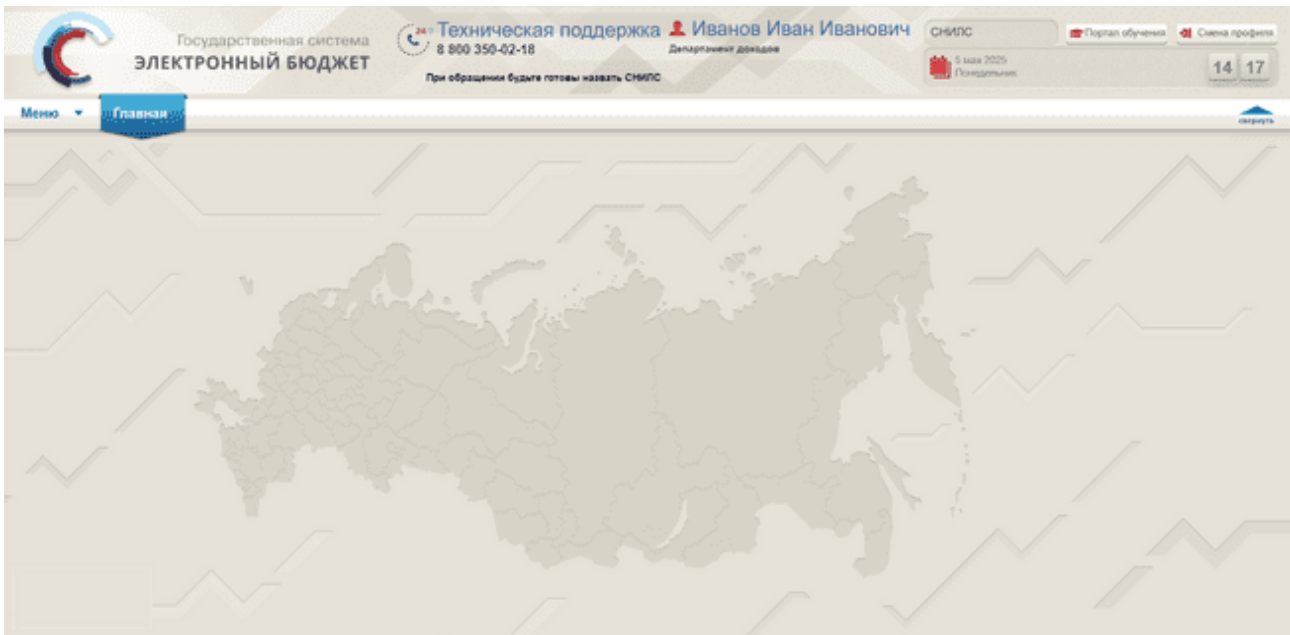 Государственная система
ЭЛЕКТРОННЫЙ БЮДЖЕТ
24
Техническая поддержка
8 800 350-02-18
При обращении будьте готовы назвать СНИЛС
Иванов Иван Иванович
Департамент доходов
СНИЛС
Портал обучения
Смена профиля
5 мая 2025
Понедельник
14 17
Меню
Главная
свернуть